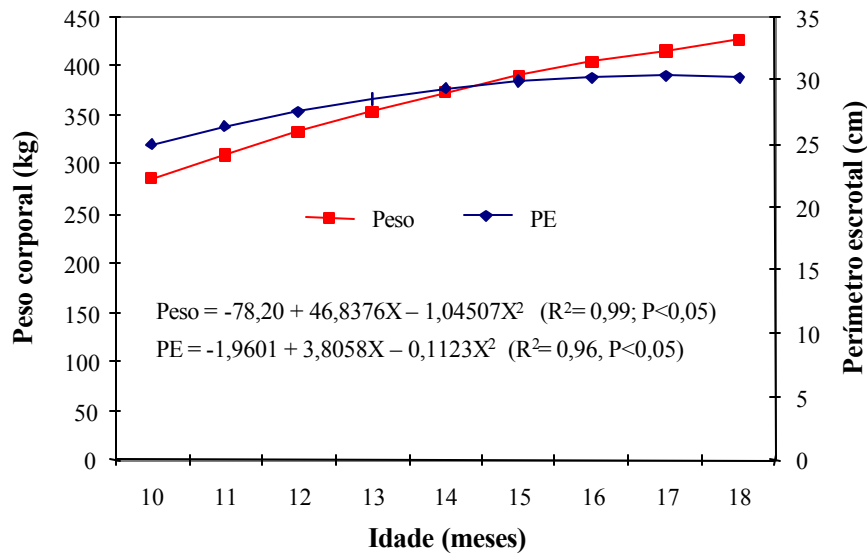 450
400
350
300
250
200
150
100
50
0
Peso corporal (kg)
35
30
25
20
15
10
5
0
Perímetro escrotal (cm)
Peso PE
Peso = -78,20 + 46,8376X – 1,04507X² (R²= 0,99; P<0,05)
PE = -1,9601 + 3,8058X – 0,1123X² (R²= 0,96, P<0,05)
10 11 12 13 14 15 16 17 18
Idade (meses)